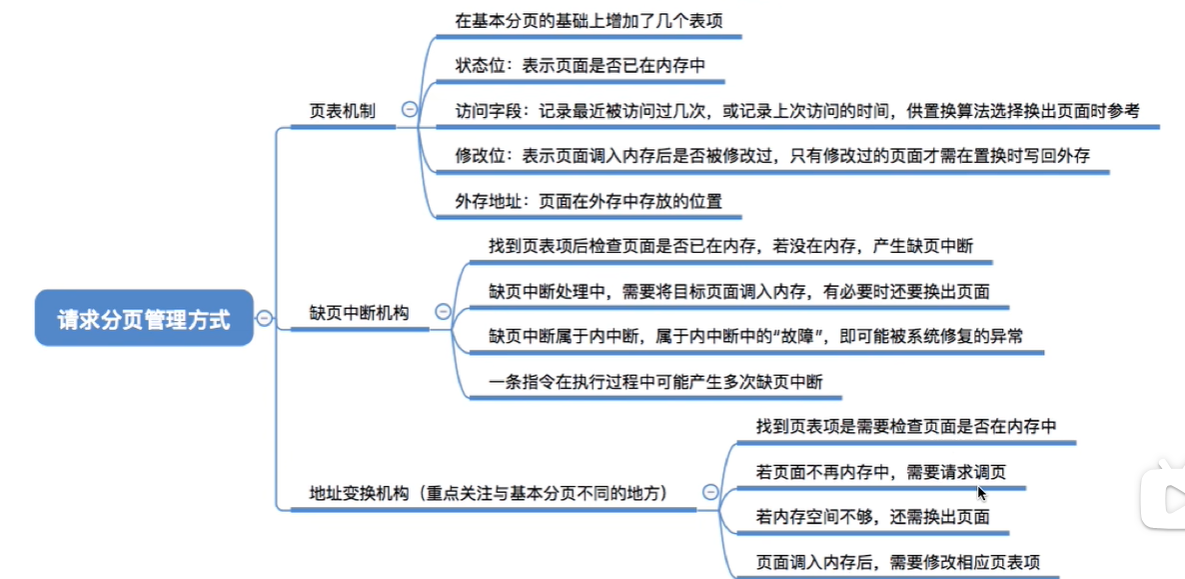 在基本分页的基础上增加了几个表项
状态位：表示页面是否已在内存中
页表机制
访问字段：记录最近被访问过几次，或记录上次访问的时间，供置换算法选择换出页面时参考
修改位：表示页面调入内存后是否被修改过，只有修改过的页面才需在置换时写回外存
外存地址：页面在外存中存放的位置
找到页表项后检查页面是否已在内存，若没在内存，产生缺页中断
缺页中断处理中，需要将目标页面调入内存，有必要时还要换出页面
请求分页管理方式
缺页中断机构
缺页中断属于内中断，属于内中断中的“故障”，即可能被系统修复的异常
一条指令在执行过程中可能产生多次缺页中断
找到页表项是需要检查页面是否在内存中
若页面不再内存中，需要请求调页
地址变换机构（重点关注与基本分页不同的地方）
若内存空间不够，还需换出页面
页面调入内存后，需要修改相应页表项